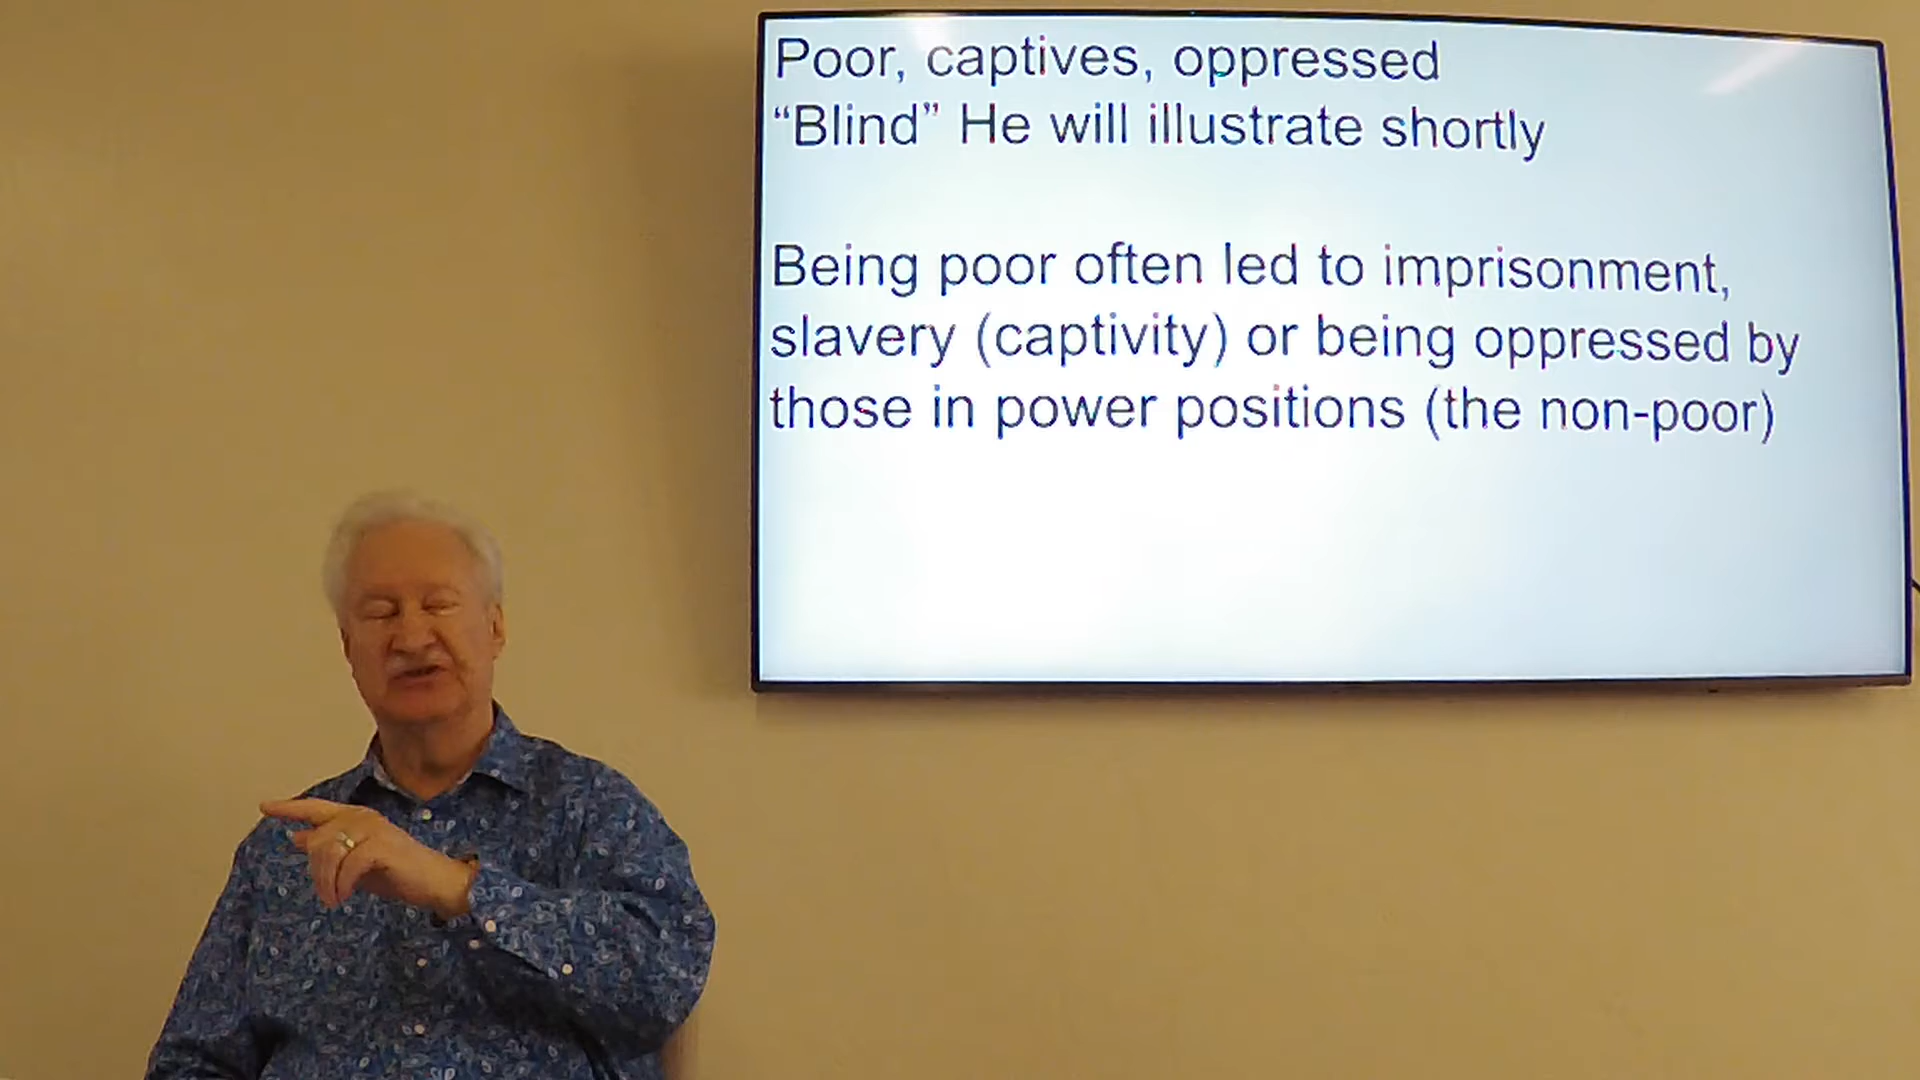 Poor, captives, oppressed
“Blind” He will illustrate shortly
Being poor often led to imprisonment,
slavery (captivity) or being oppressed by
those in power positions (the non-poor)